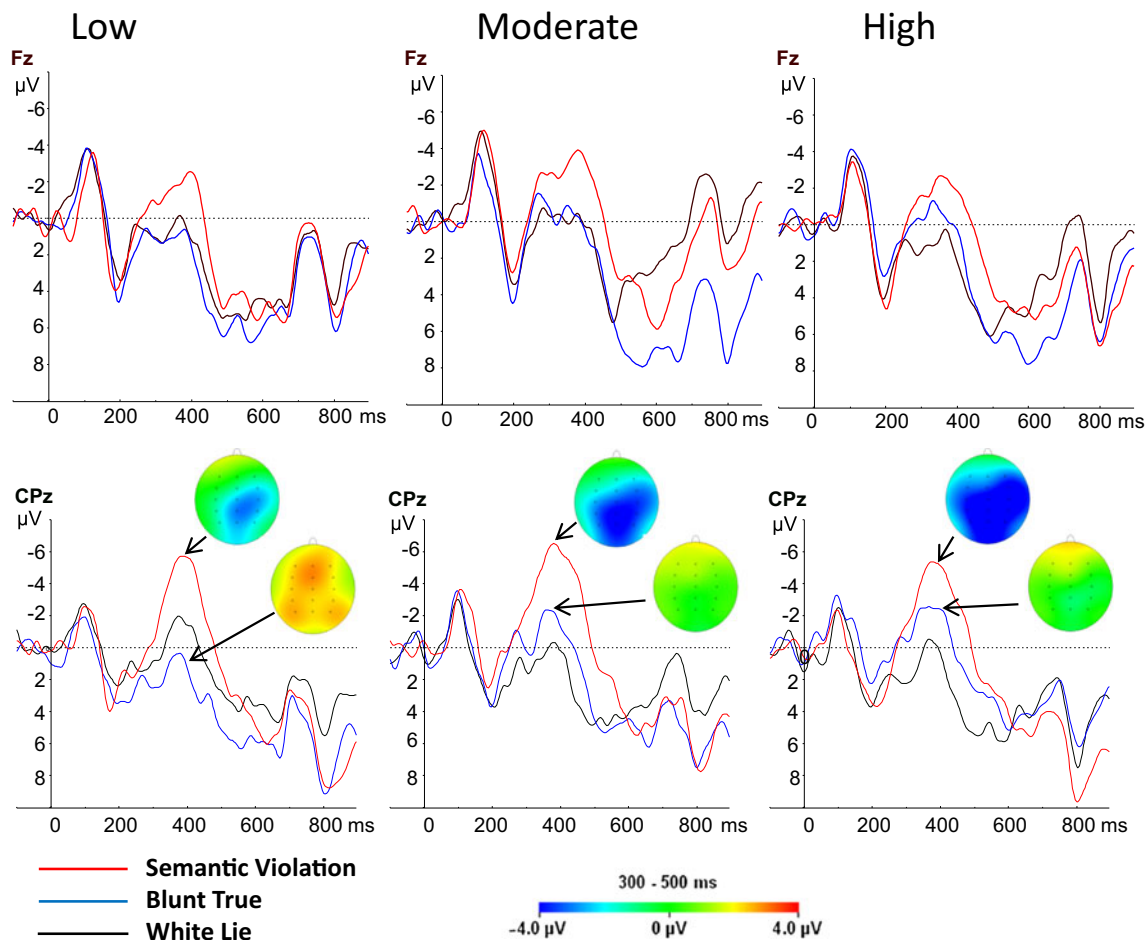 Low Moderate High
Fz Fz Fz
µV µV µV
-6 -6 -6
-4 -4 -4
-2 -2 -2
2 2 2
4 4 4
6 6 6
8 8 8
0 200 400 600 800 ms 0 200 400 600 800 ms 0 200 400 600 800 ms
CPz CPz CPz
µV µV µV
-6 -6 -6
-4 -4 -4
-2 -2 -2
0
2 2 2
4 4 4
6 6 6
8 8 8
0 200 400 600 800 ms 0 200 400 600 800 ms 0 200 400 600 800 ms
Semantic Violation
Blunt True
White Lie
300 - 500 ms
-4.0 µV 0 µV 4.0 µV